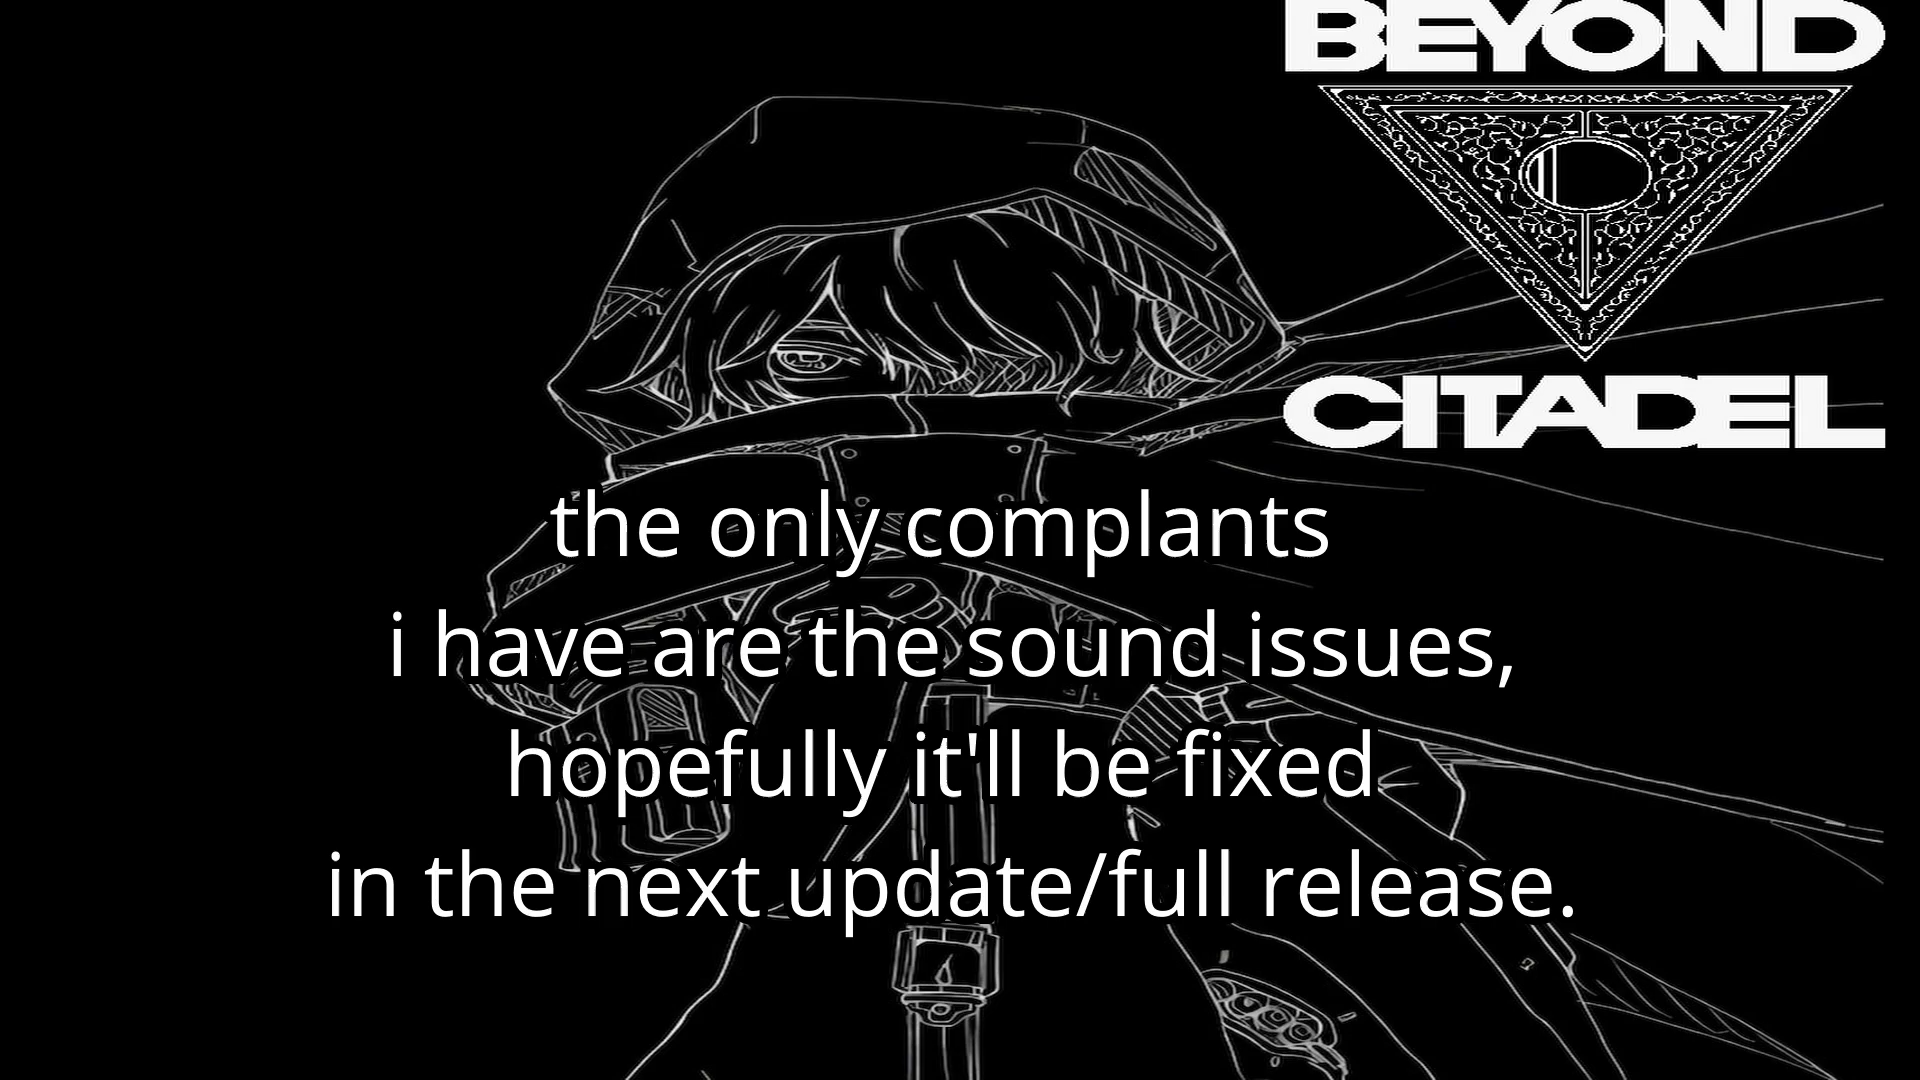 BEYOND
CITADEL
the only complants
i have are the sound issues,
hopefully it'll be fixed
in the next update/full release.